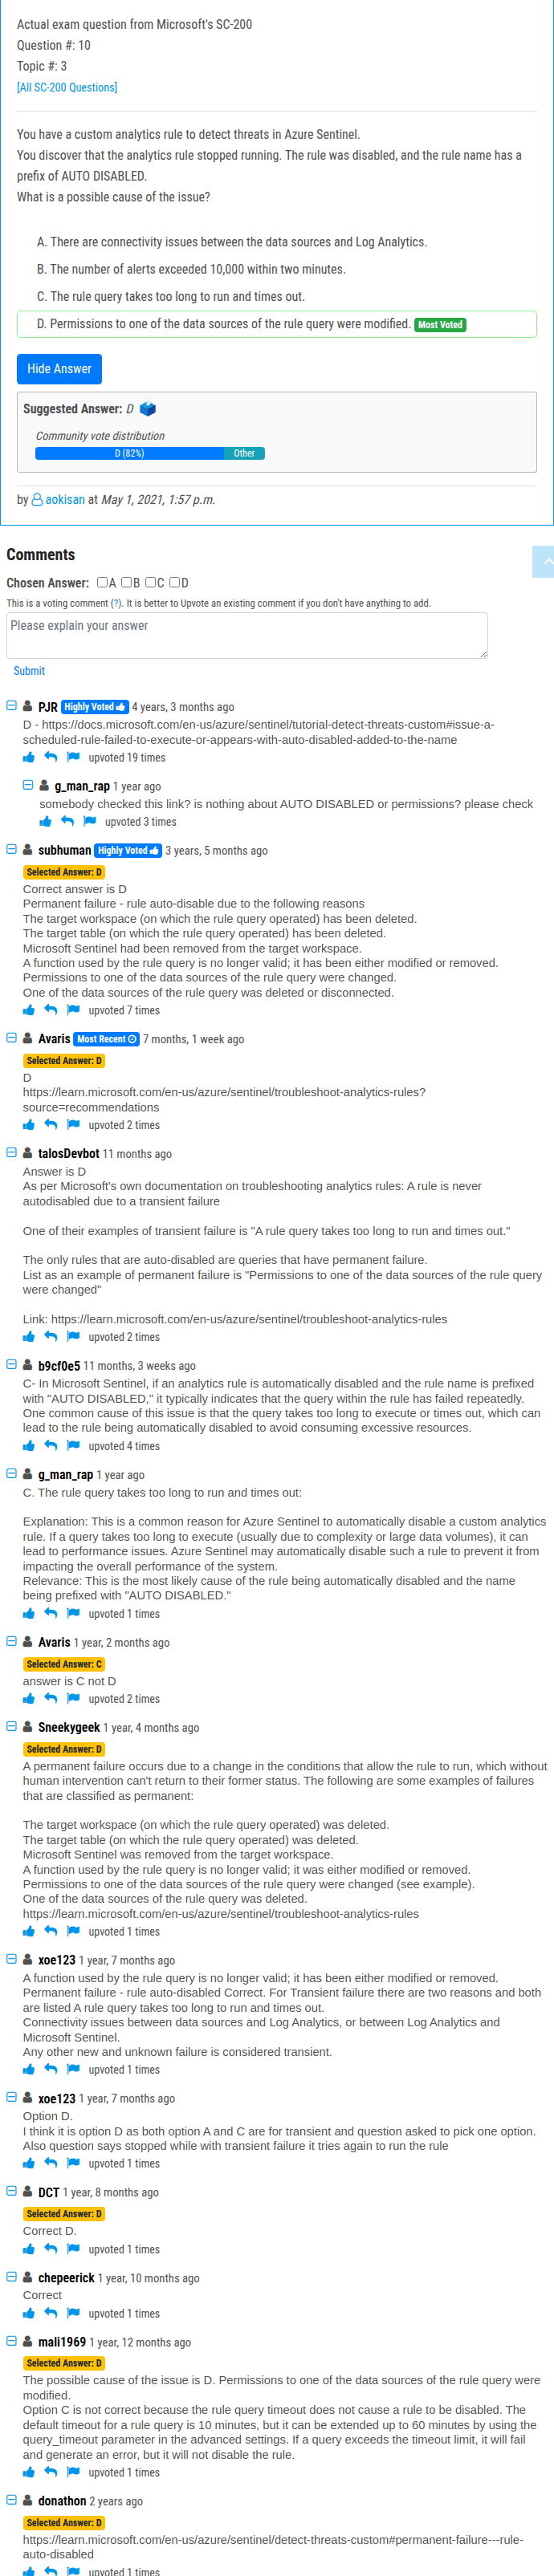 Actual exam question from Microsoft's SC-200
Question #: 10
Topic #: 3
[All SC-200 Questions]
You have a custom analytics rule to detect threats in Azure Sentinel.
You discover that the analytics rule stopped running. The rule was disabled, and the rule name has a
prefix of AUTO DISABLED.
What is a possible cause of the issue?
A. There are connectivity issues between the data sources and Log Analytics.
B. The number of alerts exceeded 10,000 within two minutes.
C. The rule query takes too long to run and times out.
D. Permissions to one of the data sources of the rule query were modified. Most Voted
Hide Answer
Suggested Answer: D
Community vote distribution
D (82%) Other
by aokisan at May 1, 2021, 1:57 p.m.
Comments
Chosen Answer: A B C D
This is a voting comment (?). It is better to Upvote an existing comment if you don't have anything to add.
Please explain your answer
Submit
PJR Highly Voted 4 years, 3 months ago
D - https://docs.microsoft.com/en-us/azure/sentinel/tutorial-detect-threats-custom#issue-a-
scheduled-rule-failed-to-execute-or-appears-with-auto-disabled-added-to-the-name
upvoted 19 times
g_man_rap 1 year ago
somebody checked this link? is nothing about AUTO DISABLED or permissions? please check
upvoted 3 times
subhuman Highly Voted 3 years, 5 months ago
Selected Answer: D
Correct answer is D
Permanent failure - rule auto-disable due to the following reasons
The target workspace (on which the rule query operated) has been deleted.
The target table (on which the rule query operated) has been deleted.
Microsoft Sentinel had been removed from the target workspace.
A function used by the rule query is no longer valid; it has been either modified or removed.
Permissions to one of the data sources of the rule query were changed.
One of the data sources of the rule query was deleted or disconnected.
upvoted 7 times
Avaris Most Recent 7 months, 1 week ago
Selected Answer: D
D
https://learn.microsoft.com/en-us/azure/sentinel/troubleshoot-analytics-rules?
source=recommendations
upvoted 2 times
talosDevbot 11 months ago
Answer is D
As per Microsoft's own documentation on troubleshooting analytics rules: A rule is never
autodisabled due to a transient failure
One of their examples of transient failure is "A rule query takes too long to run and times out."
The only rules that are auto-disabled are queries that have permanent failure.
List as an example of permanent failure is "Permissions to one of the data sources of the rule query
were changed"
Link: https://learn.microsoft.com/en-us/azure/sentinel/troubleshoot-analytics-rules
upvoted 2 times
b9cf0e5 11 months, 3 weeks ago
C- In Microsoft Sentinel, if an analytics rule is automatically disabled and the rule name is prefixed
with "AUTO DISABLED," it typically indicates that the query within the rule has failed repeatedly.
One common cause of this issue is that the query takes too long to execute or times out, which can
lead to the rule being automatically disabled to avoid consuming excessive resources.
upvoted 4 times
g_man_rap 1 year ago
C. The rule query takes too long to run and times out:
Explanation: This is a common reason for Azure Sentinel to automatically disable a custom analytics
rule. If a query takes too long to execute (usually due to complexity or large data volumes), it can
lead to performance issues. Azure Sentinel may automatically disable such a rule to prevent it from
impacting the overall performance of the system.
Relevance: This is the most likely cause of the rule being automatically disabled and the name
being prefixed with "AUTO DISABLED."
upvoted 1 times
Avaris 1 year, 2 months ago
Selected Answer: C
answer is C not D
upvoted 2 times
Sneekygeek 1 year, 4 months ago
Selected Answer: D
A permanent failure occurs due to a change in the conditions that allow the rule to run, which without
human intervention can't return to their former status. The following are some examples of failures
that are classified as permanent:
The target workspace (on which the rule query operated) was deleted.
The target table (on which the rule query operated) was deleted.
Microsoft Sentinel was removed from the target workspace.
A function used by the rule query is no longer valid; it was either modified or removed.
Permissions to one of the data sources of the rule query were changed (see example).
One of the data sources of the rule query was deleted.
https://learn.microsoft.com/en-us/azure/sentinel/troubleshoot-analytics-rules
upvoted 1 times
xoe123 1 year, 7 months ago
A function used by the rule query is no longer valid; it has been either modified or removed.
Permanent failure - rule auto-disabled Correct. For Transient failure there are two reasons and both
are listed A rule query takes too long to run and times out.
Connectivity issues between data sources and Log Analytics, or between Log Analytics and
Microsoft Sentinel.
Any other new and unknown failure is considered transient.
upvoted 1 times
xoe123 1 year, 7 months ago
Option D.
I think it is option D as both option A and C are for transient and question asked to pick one option.
Also question says stopped while with transient failure it tries again to run the rule
upvoted 1 times
DCT 1 year, 8 months ago
Selected Answer: D
Correct D.
upvoted 1 times
chepeerick 1 year, 10 months ago
Correct
upvoted 1 times
mali1969 1 year, 12 months ago
Selected Answer: D
The possible cause of the issue is D. Permissions to one of the data sources of the rule query were
modified.
Option C is not correct because the rule query timeout does not cause a rule to be disabled. The
default timeout for a rule query is 10 minutes, but it can be extended up to 60 minutes by using the
query_timeout parameter in the advanced settings. If a query exceeds the timeout limit, it will fail
and generate an error, but it will not disable the rule.
upvoted 1 times
donathon 2 years ago
Selected Answer: D
https://learn.microsoft.com/en-us/azure/sentinel/detect-threats-custom#permanent-failure---rule-
auto-disabled
upvoted 1 times